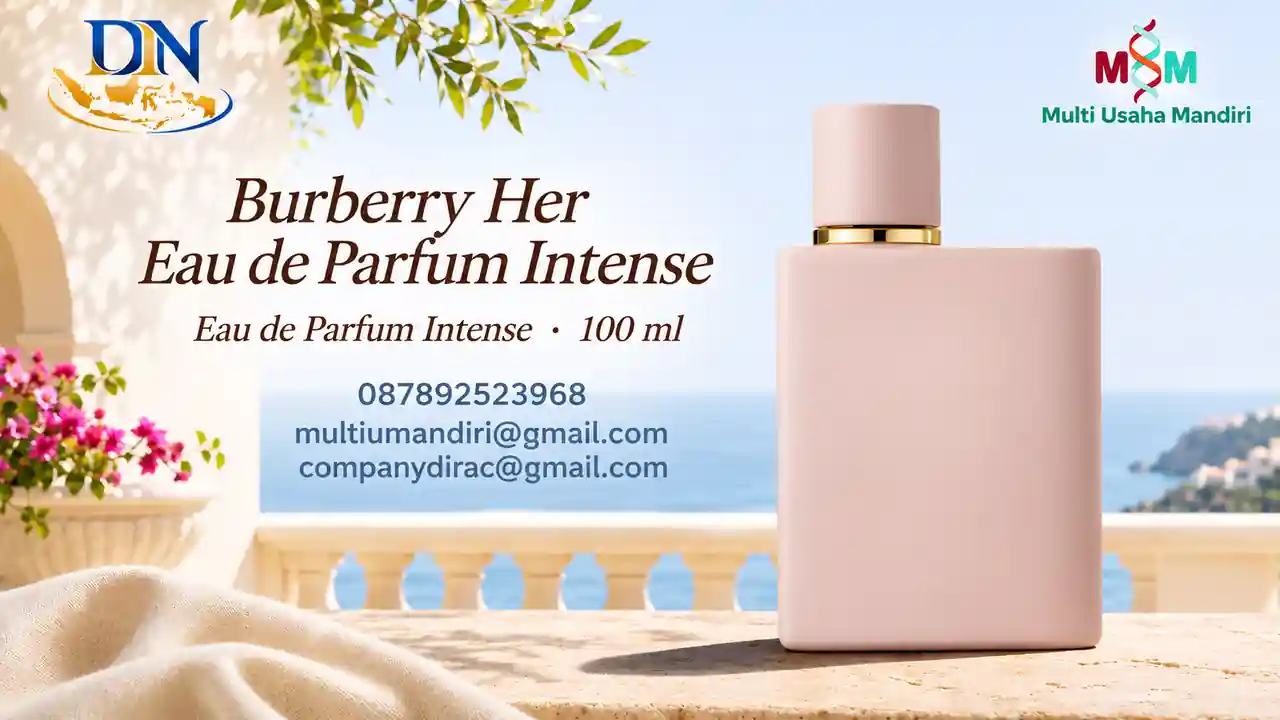 DN
MSM
Multi Usaha Mandiri
Burberry Her
Eau de Parfum Intense
Eau de Parfum Intense · 100 ml
087892523968
multiumandiri@gmail.com
companydirac@gmail.com